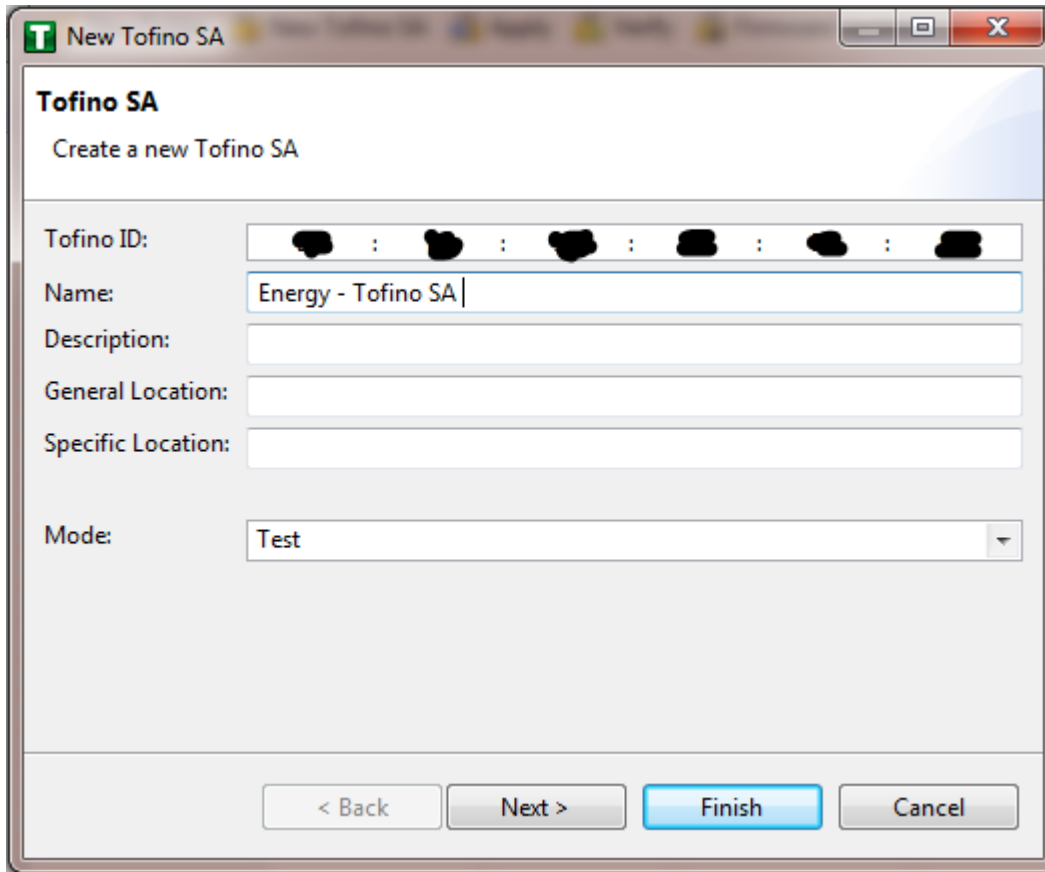 New Tofino SA
Tofino SA
Create a new Tofino SA
Tofino ID: : : : : :
Name: Energy - Tofino SA
Description:
General Location:
Specific Location:
Mode: Test
< Back Next > Finish Cancel